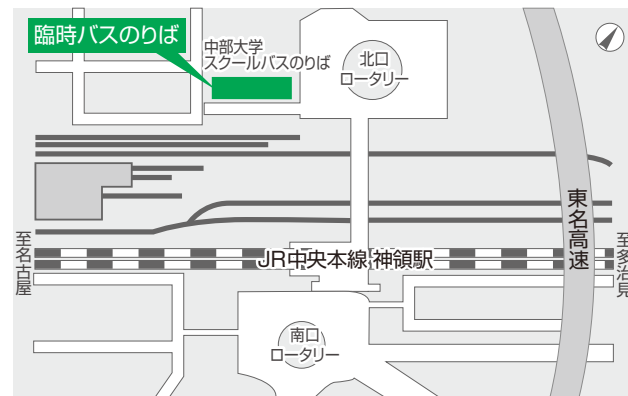 臨時バスのりば
中部大学
スクールバスのりば
北口
ロータリー
東名高速
至名古屋
JR中央本線 神領駅
至多治見
南口
ロータリー